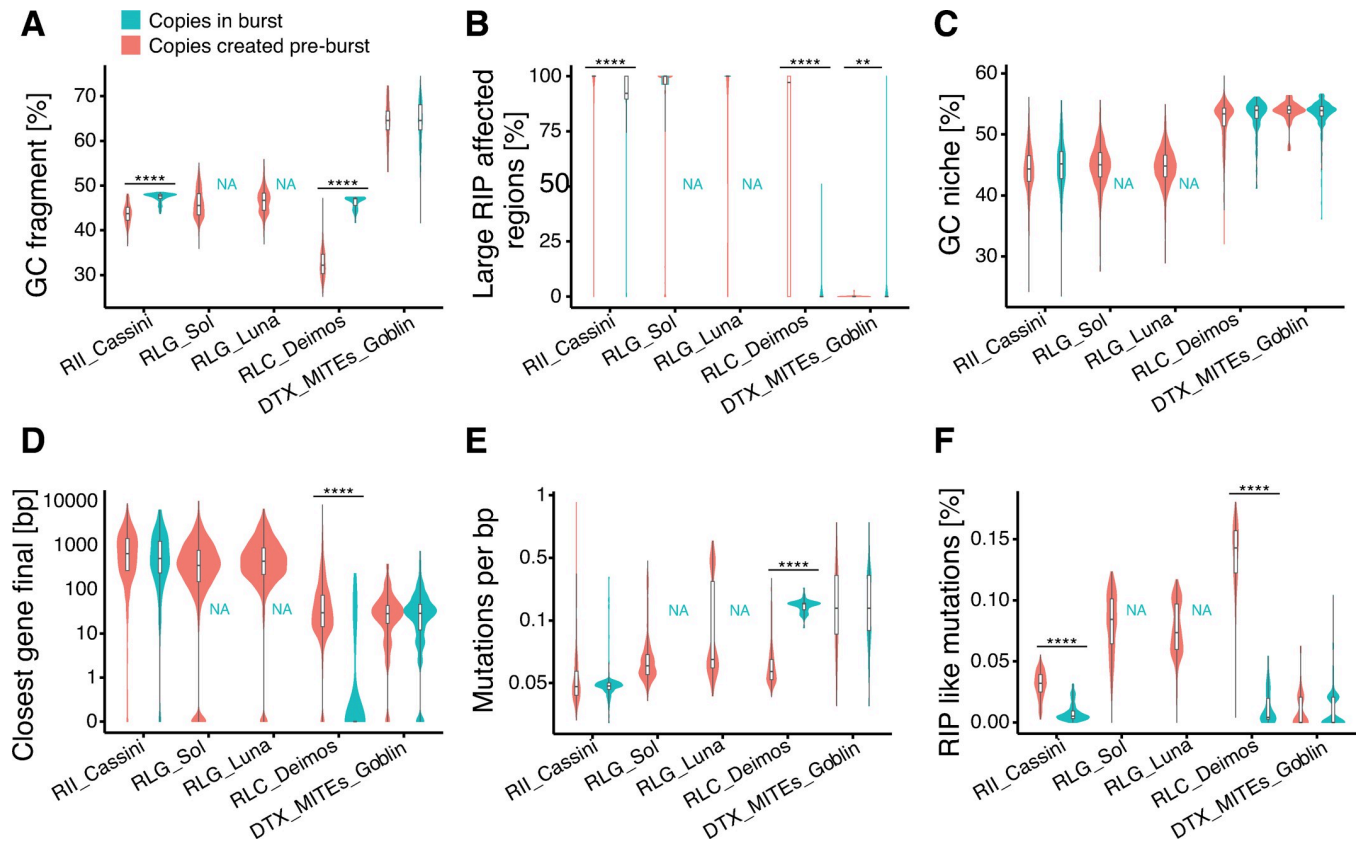 A
Copies in burst
Copies created pre-burst
GC fragment [%]
70
60
50
40
30
****
NA
NA
****
RII_Cassini
RLG_Sol
RLG_Luna
RLC_Deimos
DTX_MITEs_Goblin
B
Large RIP affected
regions [%]
100
75
50
25
0
****
NA
NA
****
**
RII_Cassini
RLG_Sol
RLG_Luna
RLC_Deimos
DTX_MITEs_Goblin
C
GC niche [%]
60
50
40
30
NA
NA
RII_Cassini
RLG_Sol
RLG_Luna
RLC_Deimos
DTX_MITEs_Goblin
D
Closest gene final [bp]
10000
1000
100
10
1
0
NA
NA
****
RII_Cassini
RLG_Sol
RLG_Luna
RLC_Deimos
DTX_MITEs_Goblin
E
Mutations per bp
1
0.5
0.1
0.05
NA
NA
****
RII_Cassini
RLG_Sol
RLG_Luna
RLC_Deimos
DTX_MITEs_Goblin
F
RIP like mutations [%]
0.15
0.10
0.05
0.00
****
NA
NA
****
RII_Cassini
RLG_Sol
RLG_Luna
RLC_Deimos
DTX_MITEs_Goblin